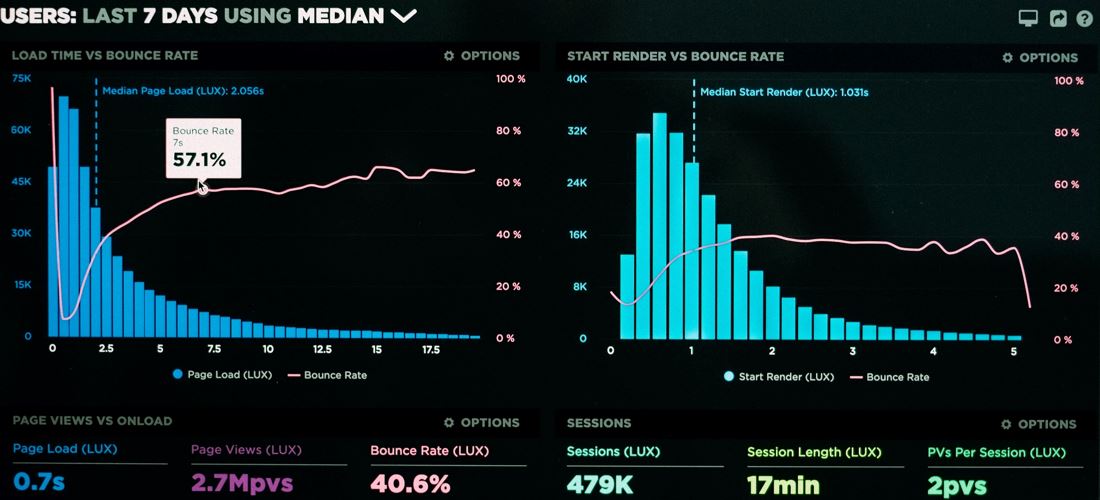 USERS: LAST 7 DAYS USING MEDIAN
LOAD TIME VS BOUNCE RATE
OPTIONS
75K
60K
45K
30K
15K
0
100 %
80 %
60 %
40 %
20 %
0 %
Median Page Load (LUX): 2.056s
Bounce Rate
7s
57.1%
0 2.5 5 7.5 10 12.5 15 17.5
Page Load (LUX) Bounce Rate
START RENDER VS BOUNCE RATE
OPTIONS
40K
32K
24K
16K
8K
0
100 %
80 %
60 %
40 %
20 %
0 %
Median Start Render (LUX): 1.031s
0 1 2 3 4 5
Start Render (LUX) Bounce Rate
PAGE VIEWS VS ONLOAD
OPTIONS
Page Load (LUX)
0.7s
Page Views (LUX)
2.7Mpvs
Bounce Rate (LUX)
40.6%
SESSIONS
OPTIONS
Sessions (LUX)
479K
Session Length (LUX)
17min
PVs Per Session (LUX)
2pvs